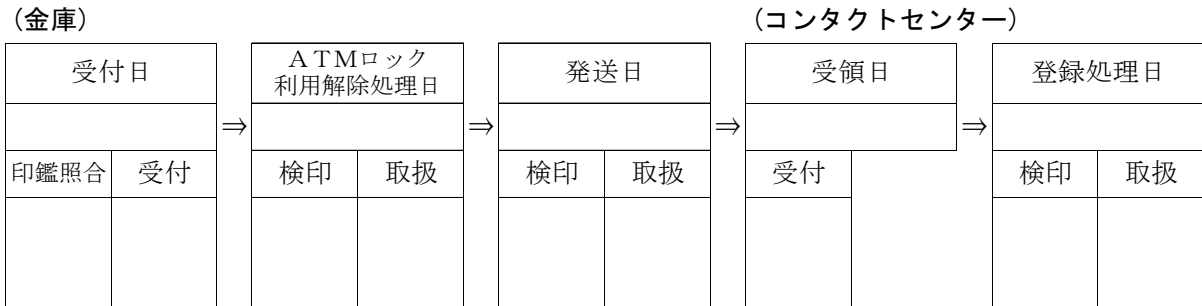 (金庫) (コンタクトセンター)
受付日 ATMロック 発送日 受領日 登録処理日
利用解除処理日
⇒ ⇒ ⇒ ⇒
印鑑照合 受付 検印 取扱 検印 取扱 受付 検印 取扱